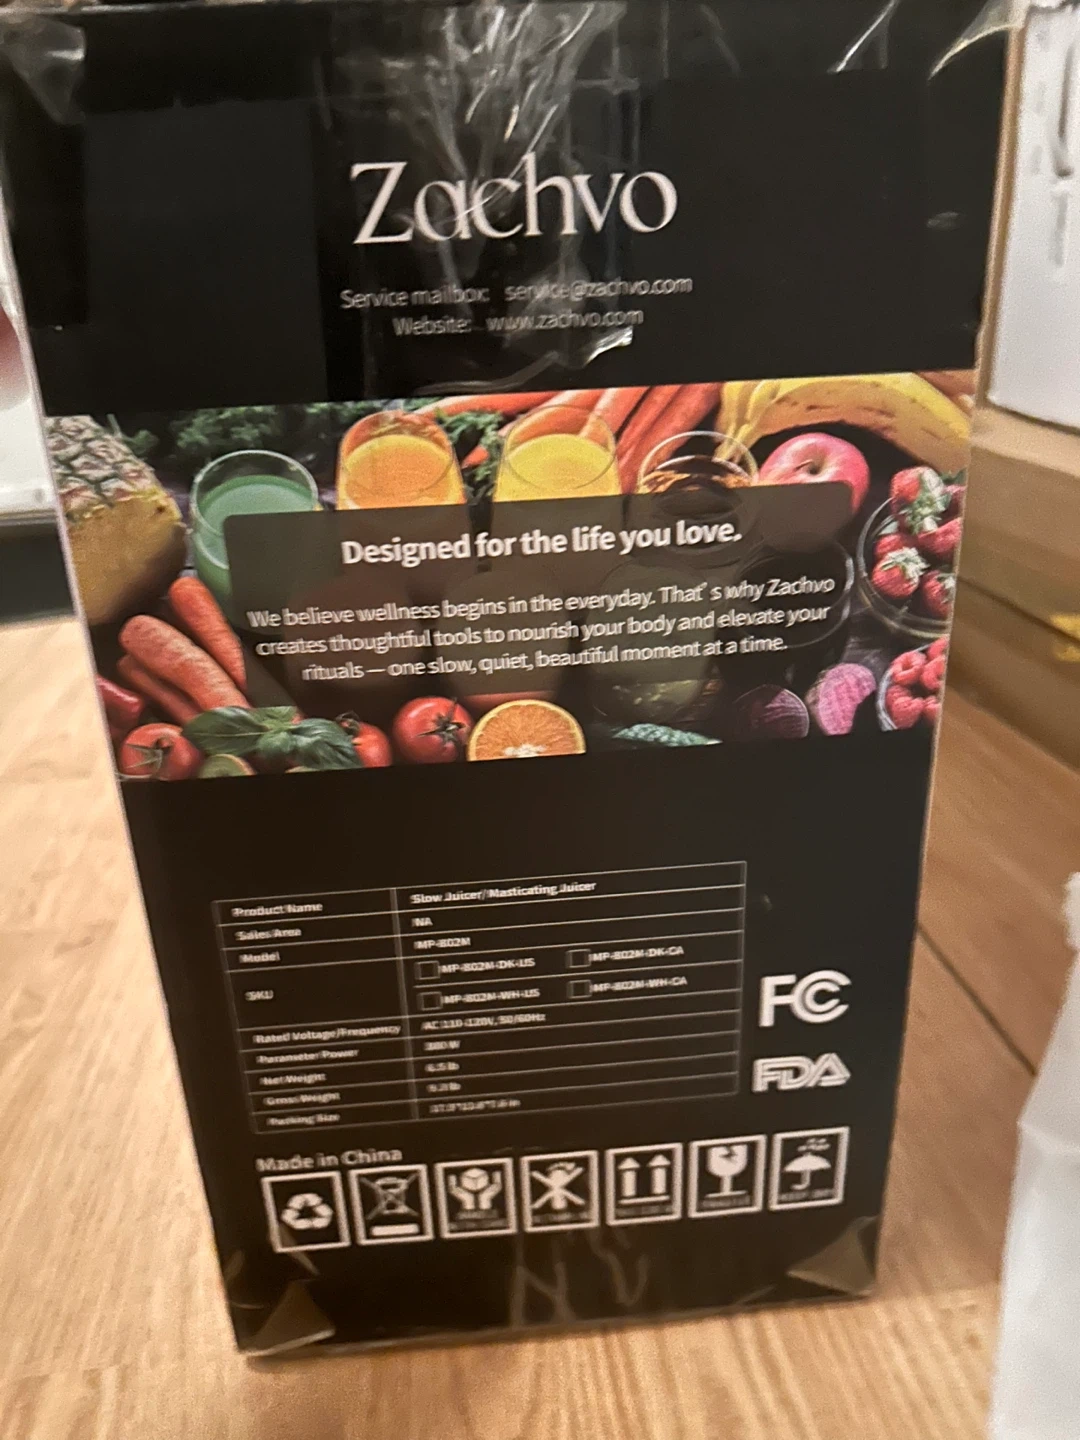 Zachvo
Service mailbox: service@zachvo.com
Website: www.zachvo.com
Designed for the life you love.
We believe wellness begins in the everyday. That's why Zachvo
creates thoughtful tools to nourish your body and elevate your
rituals — one slow, quiet, beautiful moment at a time.
Product Name Slow Juicer/Masticating Juicer
Sales Area NA
Model MP-802M
SKU MP-802M-DK-US MP-802M-DK-CA
MP-802M-WH-US MP-802M-WH-CA
Rated Voltage/Frequency AC 110-120V, 50/60Hz
Parameter Power
Net Weight
Gross Weight
Packing Size
FC
FDA
Made in China